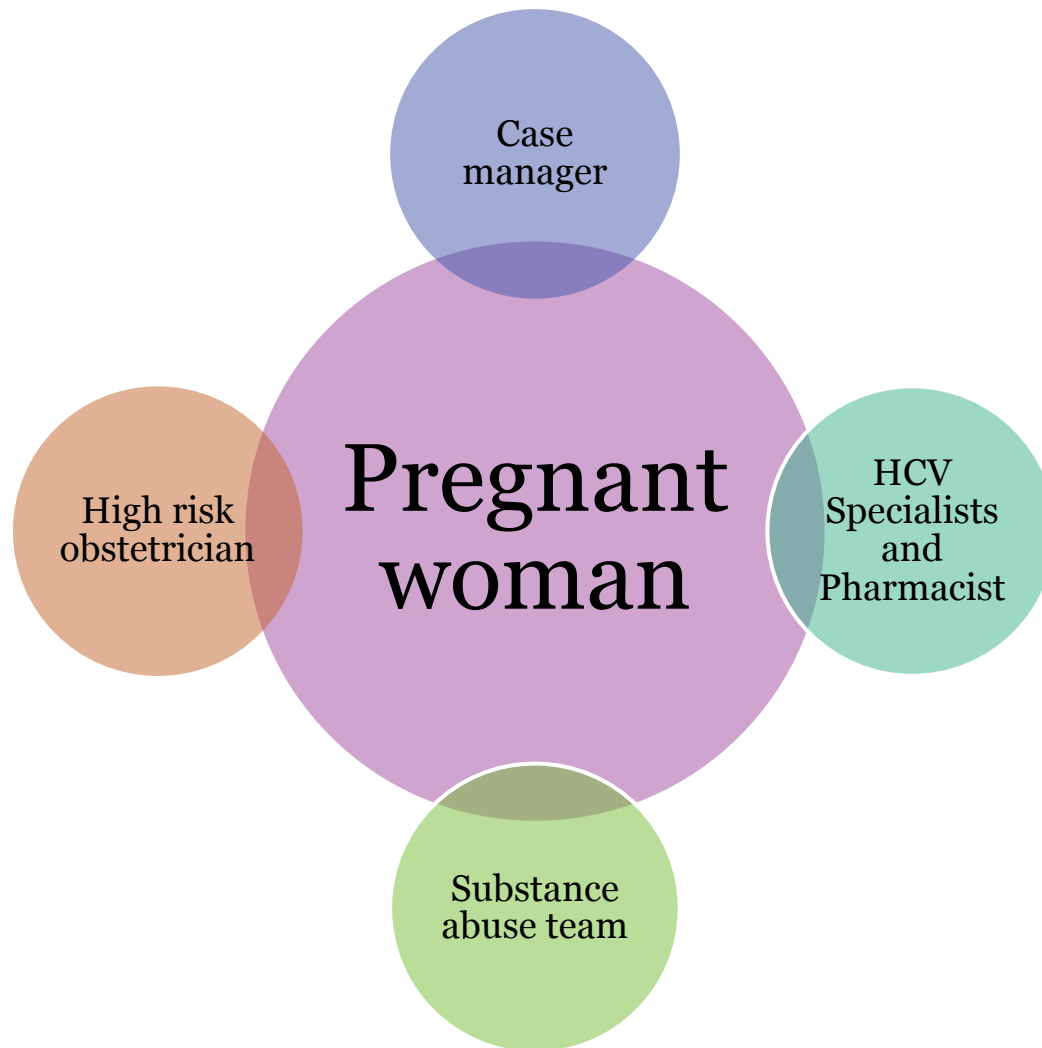 Case
manager
High risk
obstetrician
Pregnant
woman
HCV
Specialists
and
Pharmacist
Substance
abuse team